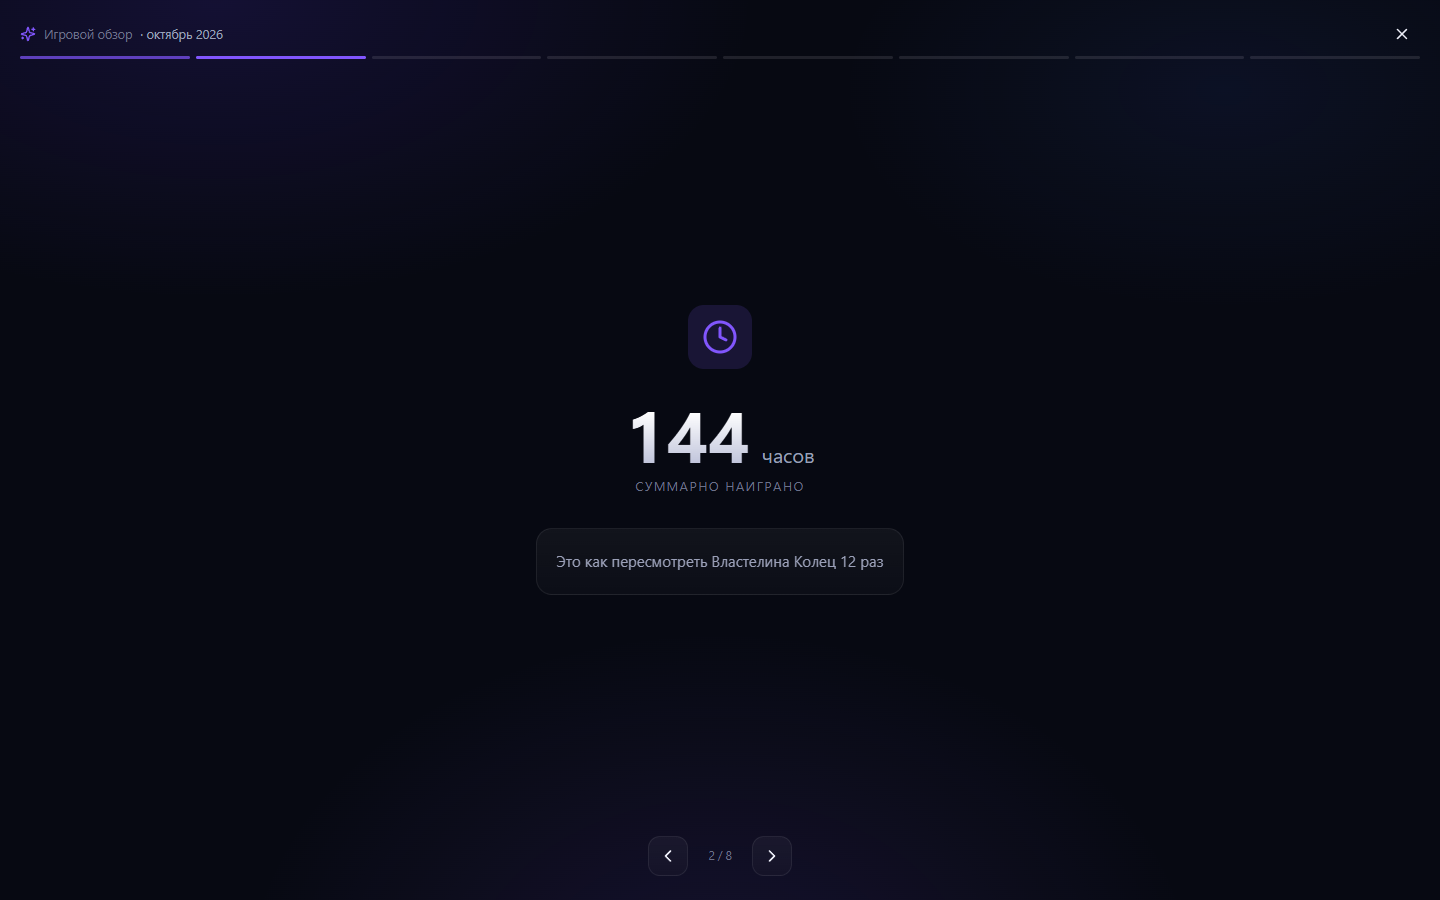 Игровой обзор · октябрь 2026
144 часов
СУММАРНО НАИГРАНО
Это как пересмотреть Властелина Колец 12 раз
2 / 8